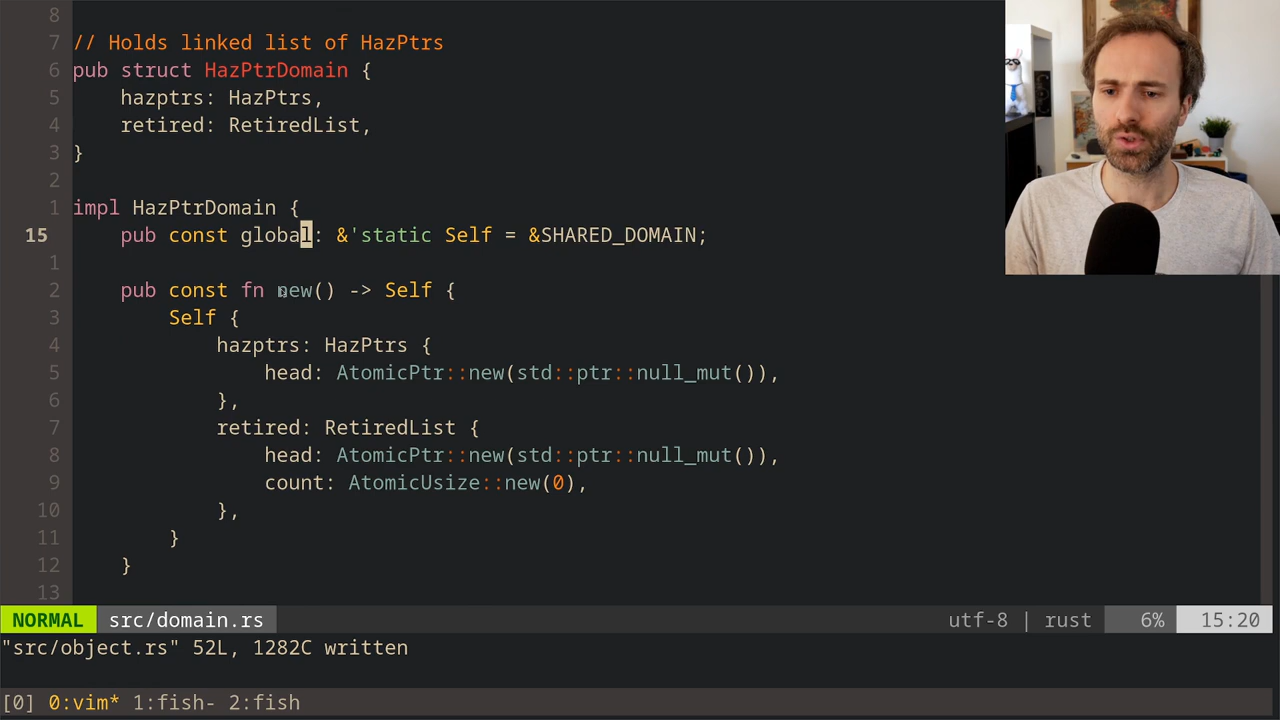 8
7 // Holds linked list of HazPtrs
6 pub struct HazPtrDomain {
5     hazptrs: HazPtrs,
4     retired: RetiredList,
3 }
2
1 impl HazPtrDomain {
15     pub const global: &'static Self = &SHARED_DOMAIN;
1
2     pub const fn new() -> Self {
3         Self {
4             hazptrs: HazPtrs {
5                 head: AtomicPtr::new(std::ptr::null_mut()),
6             },
7             retired: RetiredList {
8                 head: AtomicPtr::new(std::ptr::null_mut()),
9                 count: AtomicUsize::new(0),
10             },
11         }
12     }
13
NORMAL src/domain.rs utf-8 | rust 6% 15:20
"src/object.rs" 52L, 1282C written
[0] 0:vim* 1:fish- 2:fish